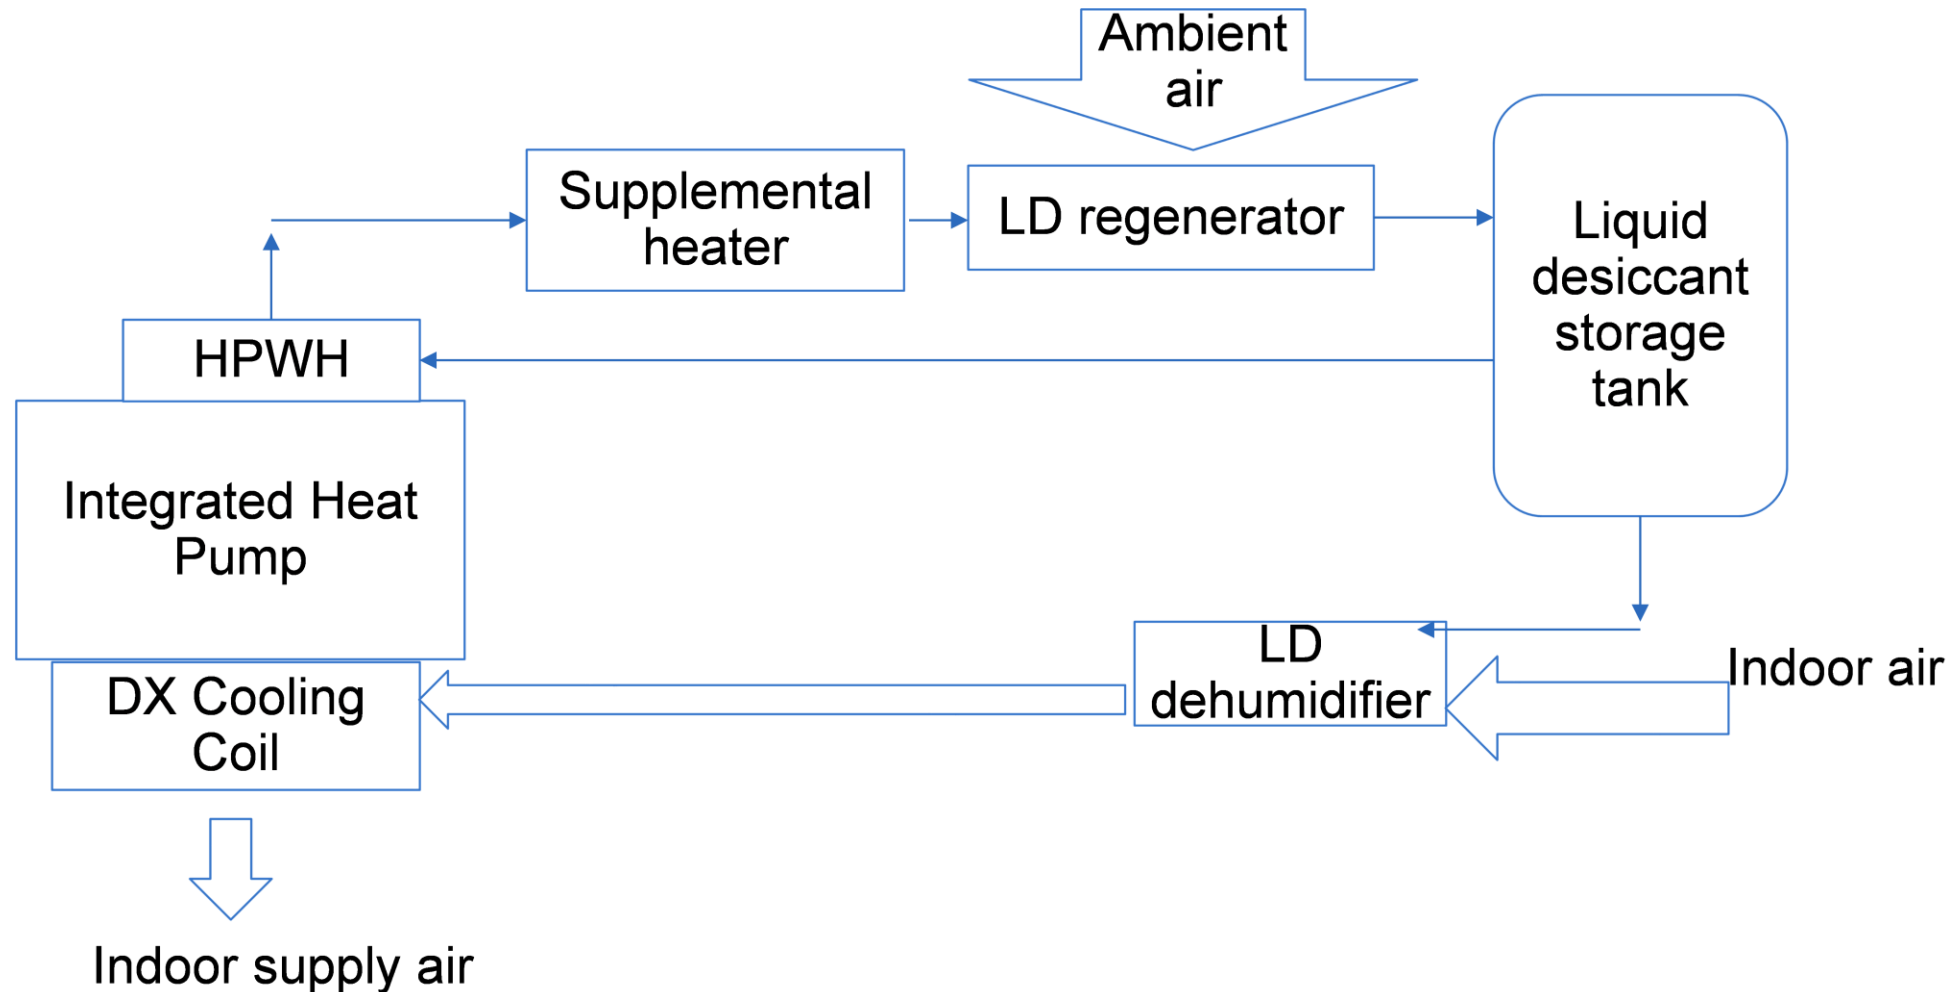 Ambient
air
Supplemental
heater
LD regenerator
Liquid
desiccant
storage
tank
HPWH
Integrated Heat
Pump
LD
dehumidifier
Indoor air
DX Cooling
Coil
Indoor supply air